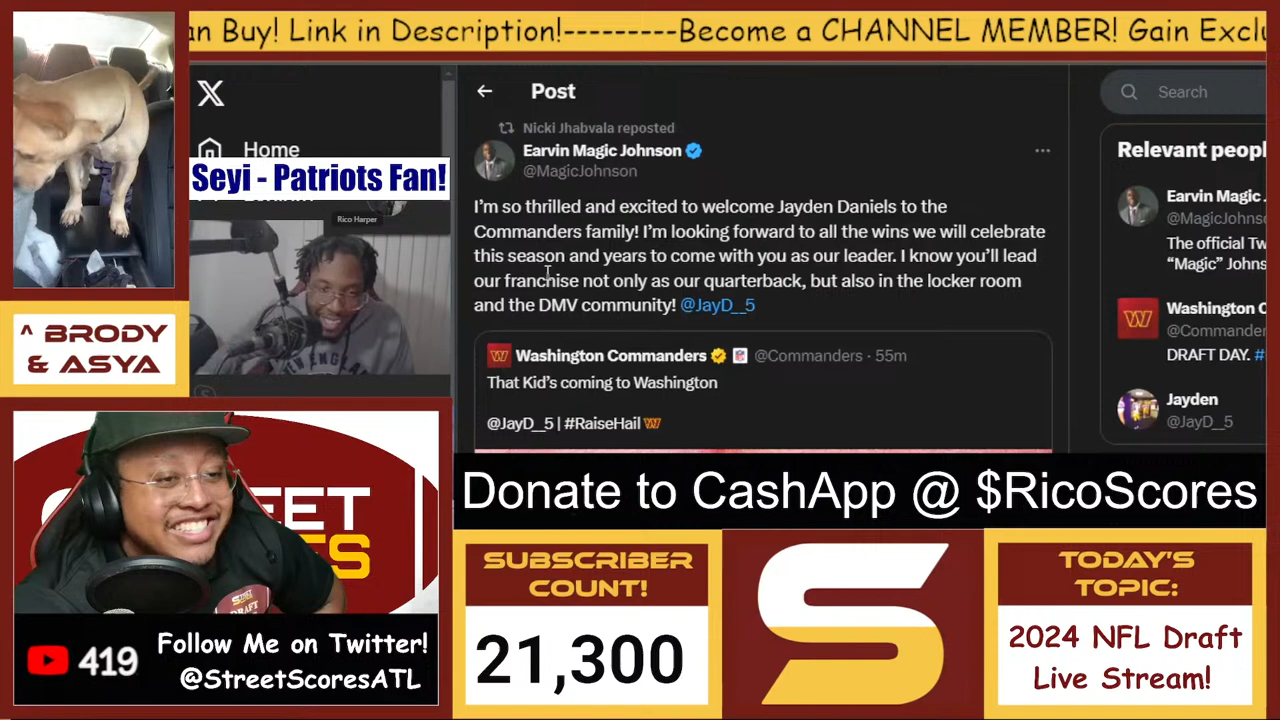 an Buy! Link in Description!---------Become a CHANNEL MEMBER! Gain Exclu
X
Home
Seyi - Patriots Fan!
Rico Harper
Post
Nicki Jhabvala reposted
Earvin Magic Johnson
@MagicJohnson
I'm so thrilled and excited to welcome Jayden Daniels to the
Commanders family! I'm looking forward to all the wins we will celebrate
this season and years to come with you as our leader. I know you'll lead
our franchise not only as our quarterback, but also in the locker room
and the DMV community! @JayD__5
Washington Commanders @Commanders · 55m
That Kid's coming to Washington
@JayD__5 | #RaiseHail
Search
Relevant peopl
Earvin Magic
@MagicJohns
The official Tw
"Magic" Johns
Washington
@Commander
DRAFT DAY. #
Jayden
@JayD__5
^ BRODY
& ASYA
DRAFT
419
Follow Me on Twitter!
@StreetScoresATL
Donate to CashApp @ $RicoScores
SUBSCRIBER
COUNT!
21,300
S
TODAY'S
TOPIC:
2024 NFL Draft
Live Stream!